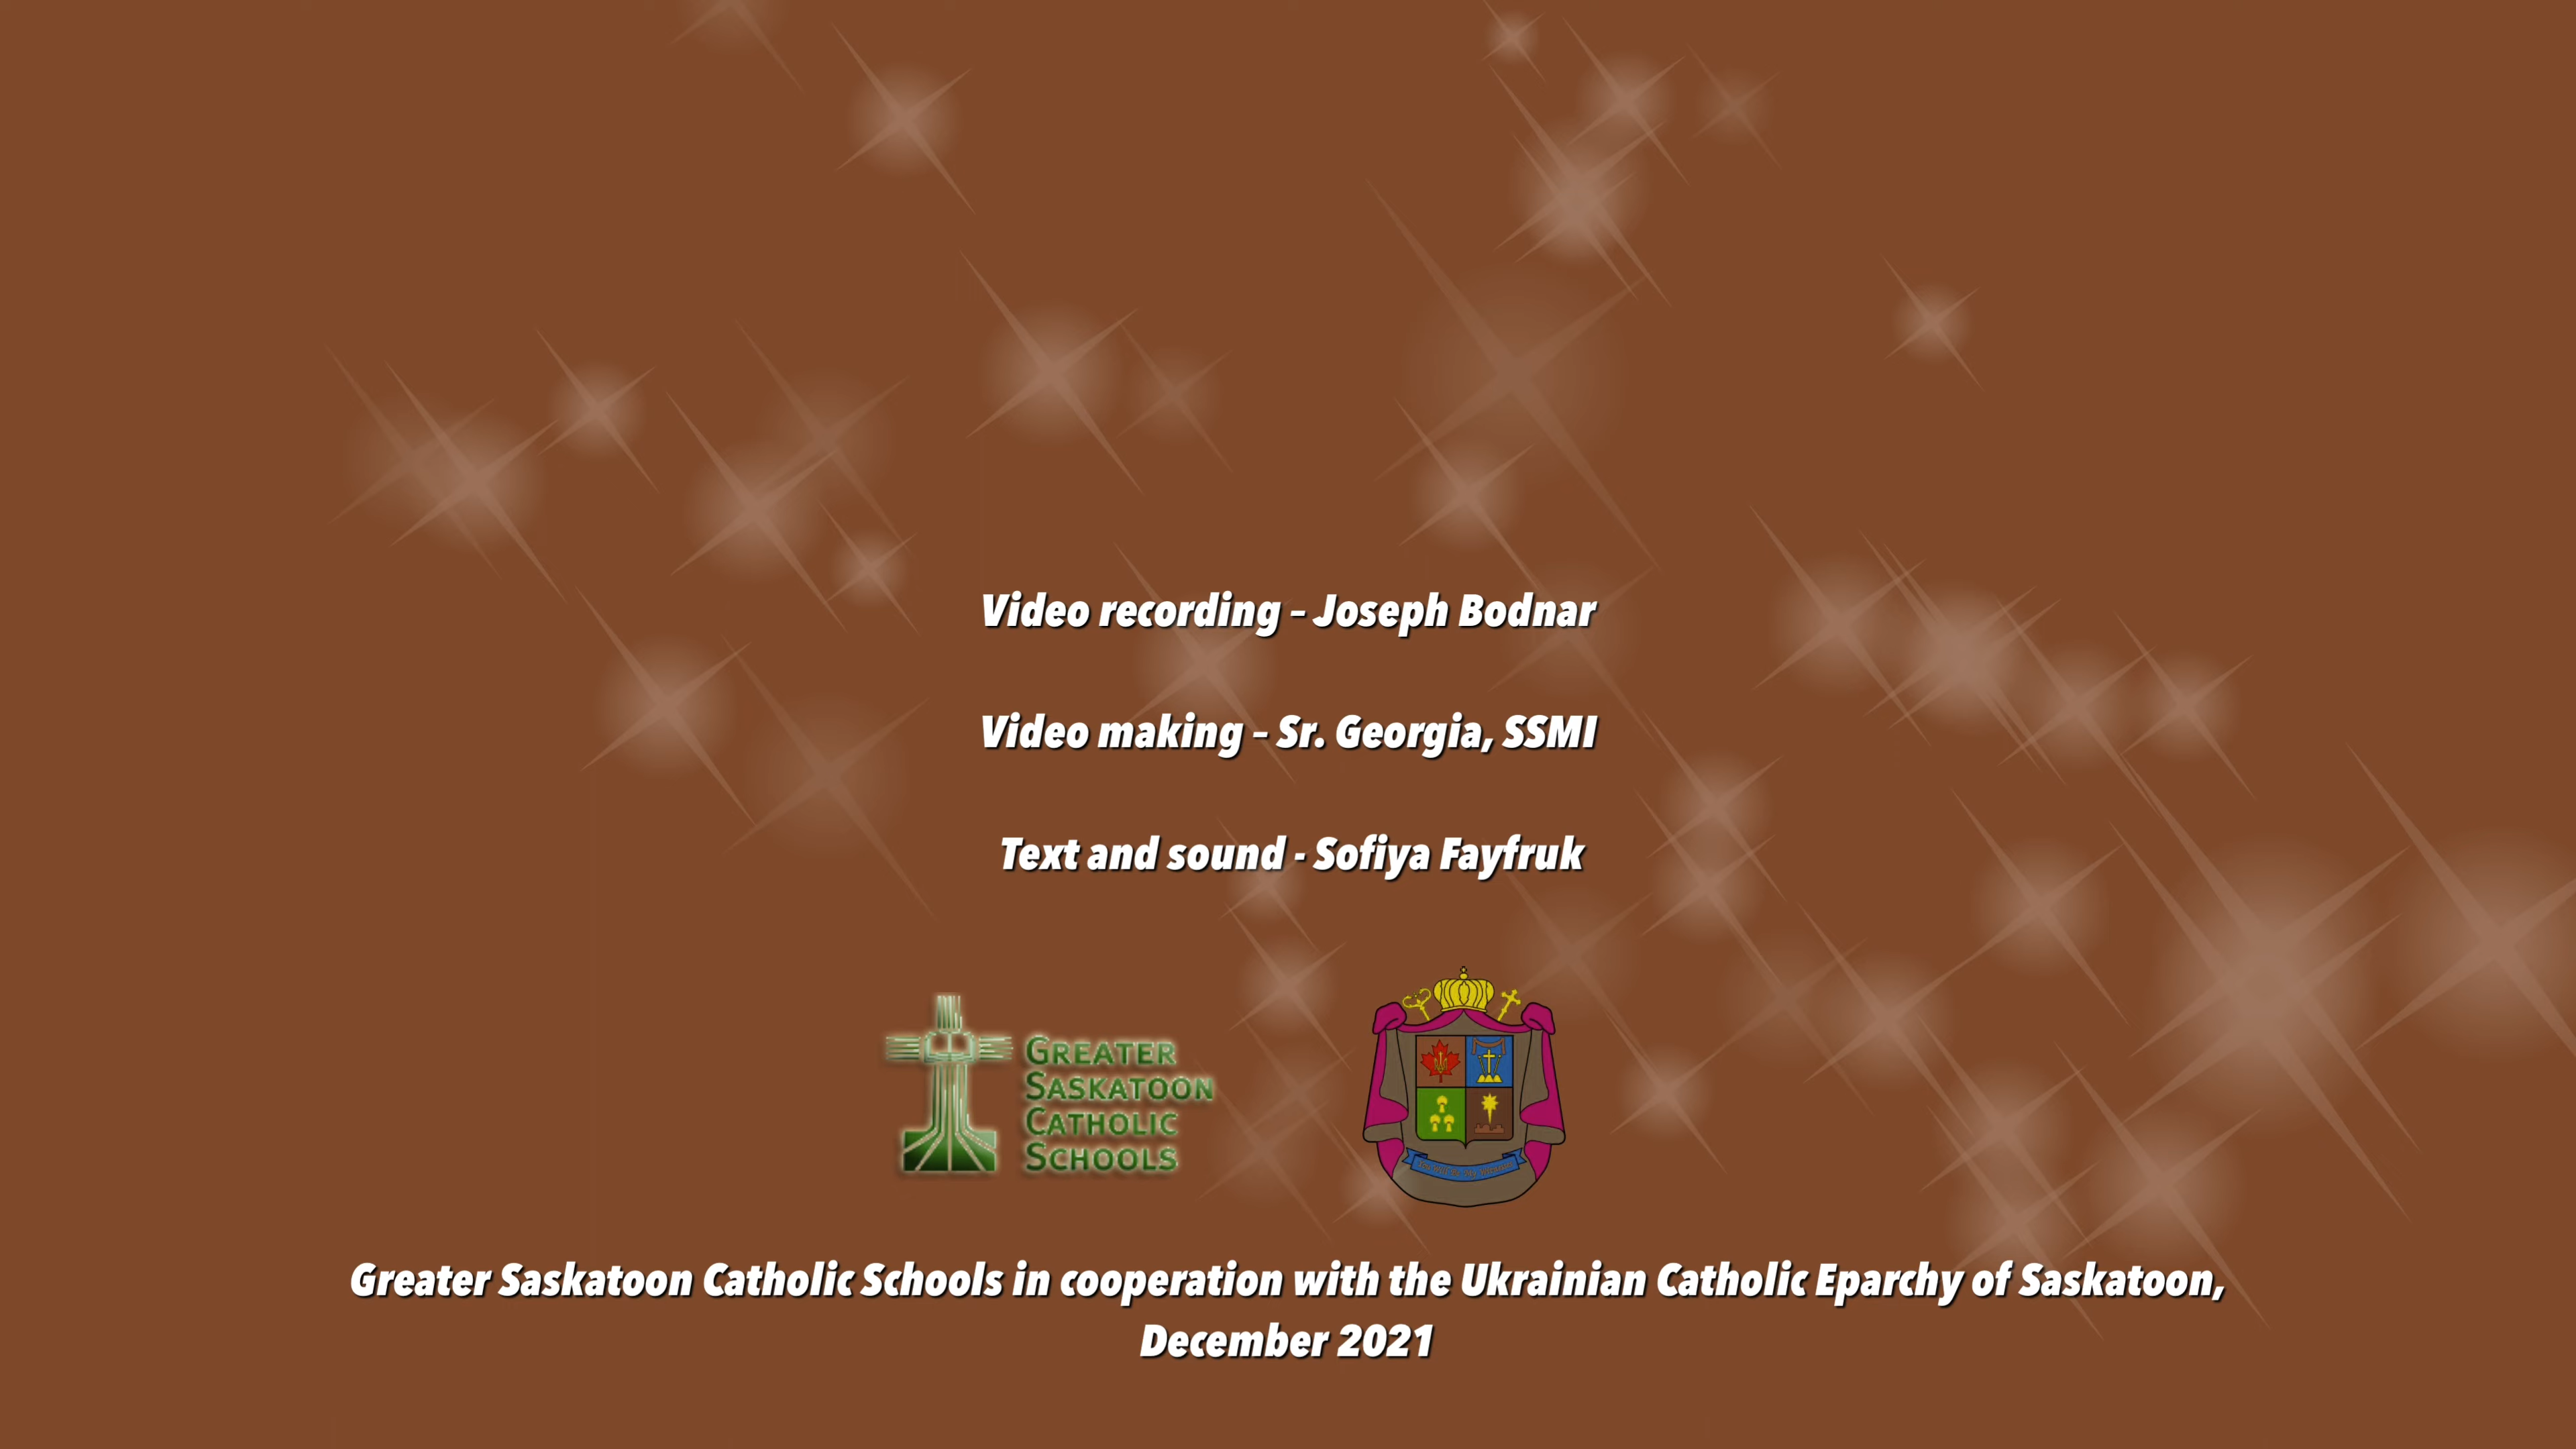 Video recording – Joseph Bodnar
Video making – Sr. Georgia, SSMI
Text and sound - Sofiya Fayfruk
GREATER
SASKATOON
CATHOLIC
SCHOOLS
Greater Saskatoon Catholic Schools in cooperation with the Ukrainian Catholic Eparchy of Saskatoon,
December 2021